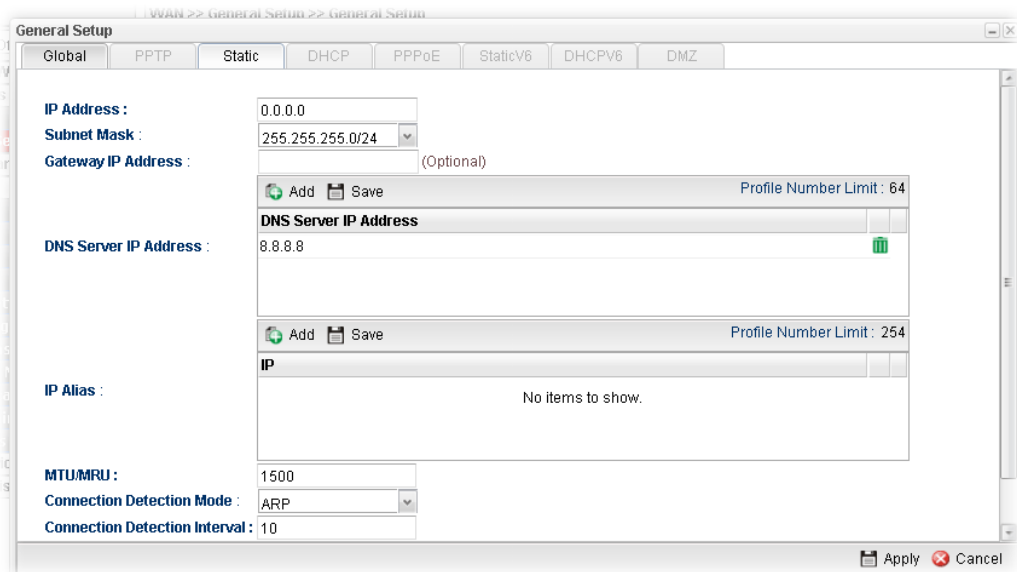 WAN >> General Setup >> General Setup
General Setup
Global PPTP Static DHCP PPPoE StaticV6 DHCPV6 DMZ
IP Address : 0.0.0.0
Subnet Mask : 255.255.255.0/24
Gateway IP Address : (Optional)
Add Save Profile Number Limit : 64
DNS Server IP Address
DNS Server IP Address : 8.8.8.8
Add Save Profile Number Limit : 254
IP
IP Alias : No items to show.
MTU/MRU : 1500
Connection Detection Mode : ARP
Connection Detection Interval : 10
Apply Cancel